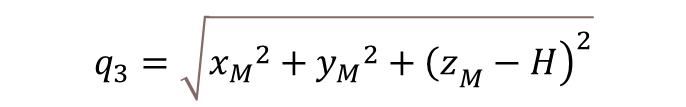 q₃ = √(x_M² + y_M² + (z_M − H)²)